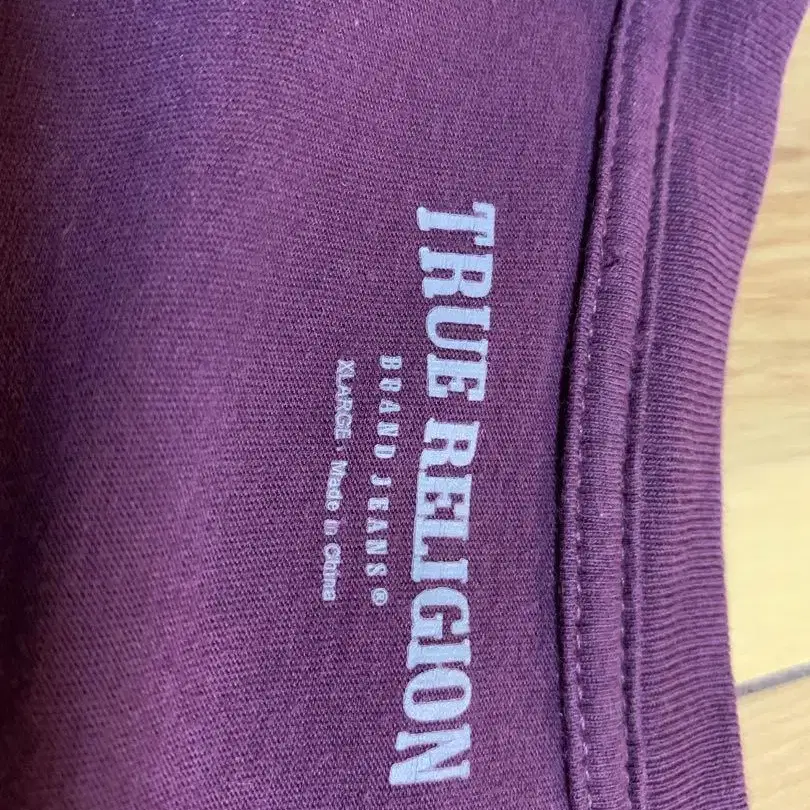 TRUE RELIGION
BRAND JEANS®
XLARGE • Made in China